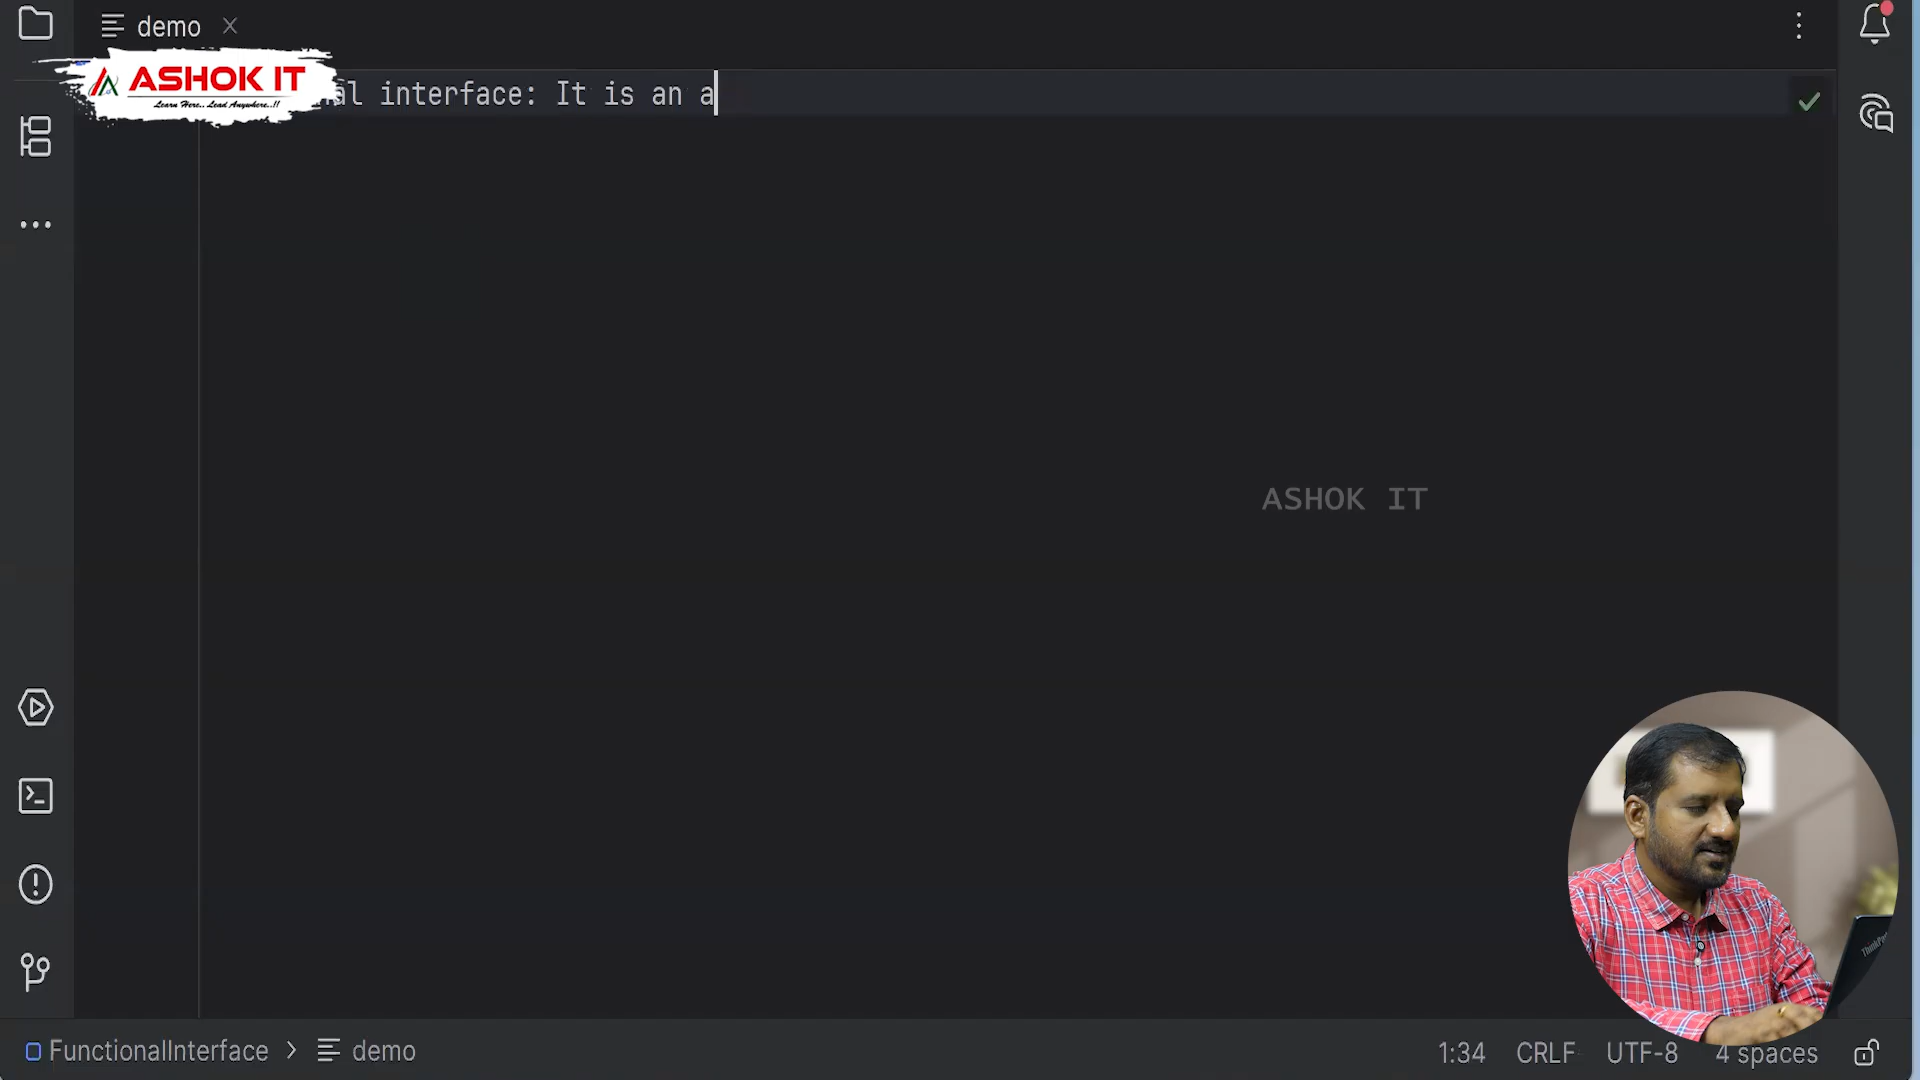 demo
ASHOK IT
Learn Here.. Lead Anywhere..!!
interface: It is an a
ASHOK IT
ThinkPad
FunctionalInterface > demo
1:34 CRLF UTF-8 4 spaces